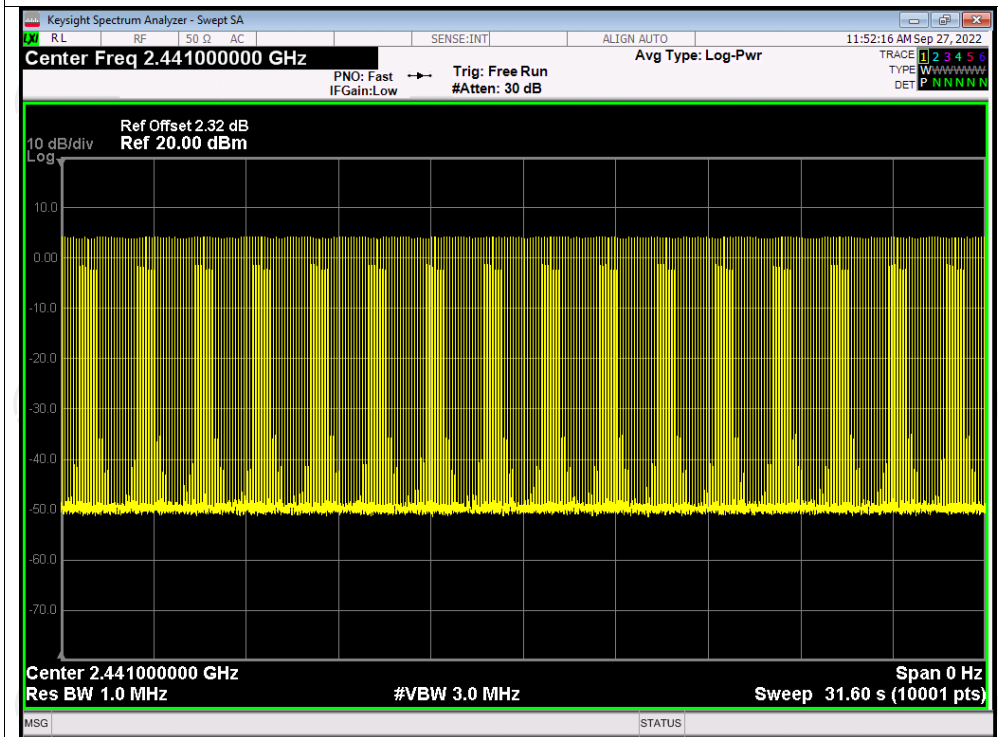 Keysight Spectrum Analyzer - Swept SA
LXI RL RF 50 Ω AC SENSE:INT ALIGN AUTO 11:52:16 AM Sep 27, 2022
Center Freq 2.441000000 GHz Avg Type: Log-Pwr TRACE 1 2 3 4 5 6
PNO: Fast Trig: Free Run TYPE WWWWWW
IFGain:Low #Atten: 30 dB DET P N N N N N
Ref Offset 2.32 dB
10 dB/div Ref 20.00 dBm
Log
10.0
0.00
-10.0
-20.0
-30.0
-40.0
-50.0
-60.0
-70.0
Center 2.441000000 GHz Span 0 Hz
Res BW 1.0 MHz #VBW 3.0 MHz Sweep 31.60 s (10001 pts)
MSG STATUS